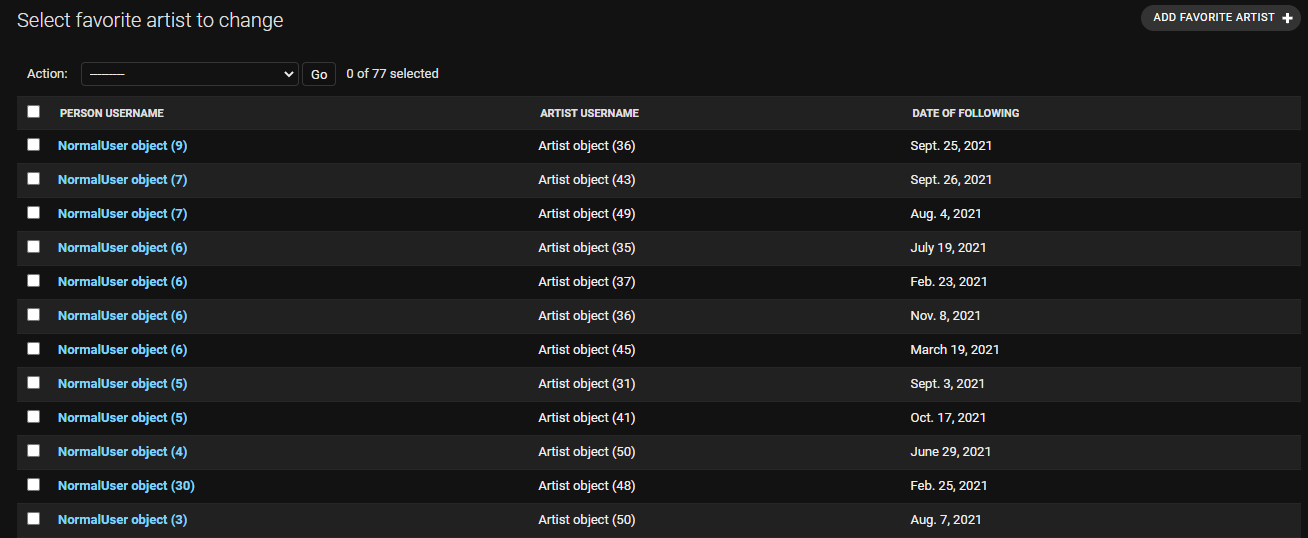 Select favorite artist to change
ADD FAVORITE ARTIST +
Action: --------- Go 0 of 77 selected
PERSON USERNAME ARTIST USERNAME DATE OF FOLLOWING
NormalUser object (9) Artist object (36) Sept. 25, 2021
NormalUser object (7) Artist object (43) Sept. 26, 2021
NormalUser object (7) Artist object (49) Aug. 4, 2021
NormalUser object (6) Artist object (35) July 19, 2021
NormalUser object (6) Artist object (37) Feb. 23, 2021
NormalUser object (6) Artist object (36) Nov. 8, 2021
NormalUser object (6) Artist object (45) March 19, 2021
NormalUser object (5) Artist object (31) Sept. 3, 2021
NormalUser object (5) Artist object (41) Oct. 17, 2021
NormalUser object (4) Artist object (50) June 29, 2021
NormalUser object (30) Artist object (48) Feb. 25, 2021
NormalUser object (3) Artist object (50) Aug. 7, 2021